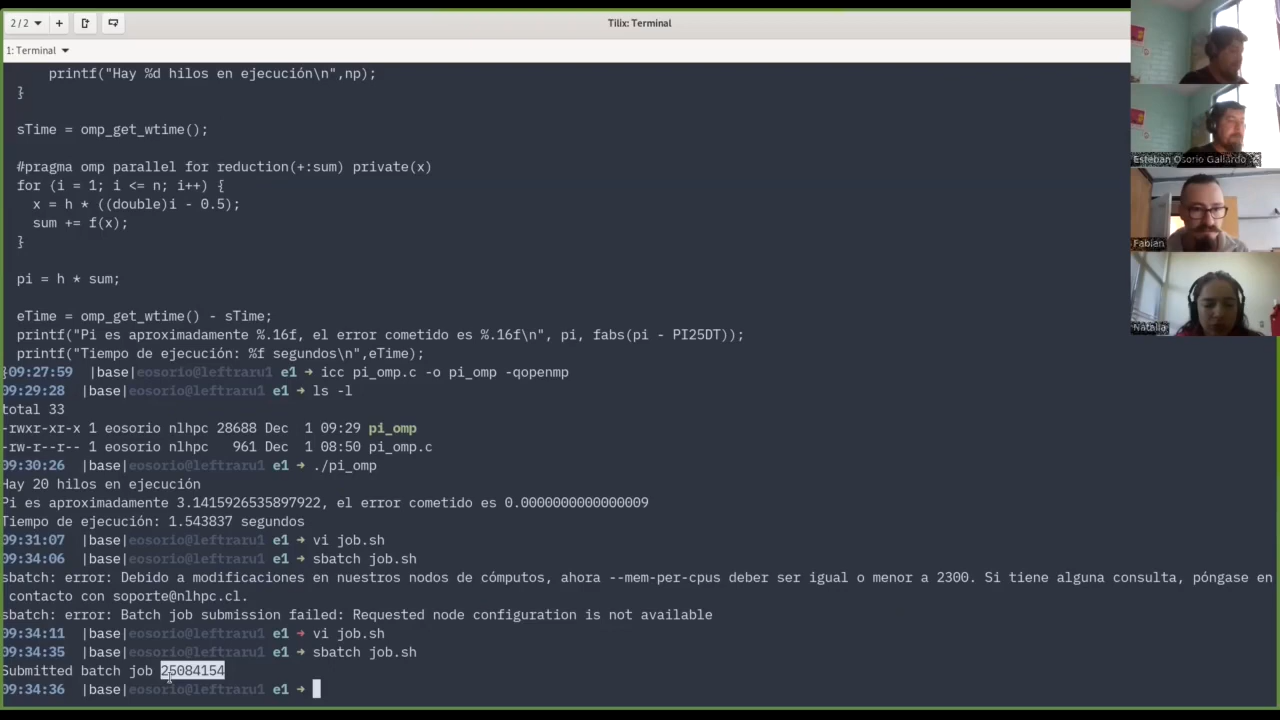 2 / 2
Tilix: Terminal
1: Terminal
printf("Hay %d hilos en ejecución\n",np);
}
sTime = omp_get_wtime();
#pragma omp parallel for reduction(+:sum) private(x)
for (i = 1; i <= n; i++) {
x = h * ((double)i - 0.5);
sum += f(x);
}
pi = h * sum;
eTime = omp_get_wtime() - sTime;
printf("Pi es aproximadamente %.16f, el error cometido es %.16f\n", pi, fabs(pi - PI25DT));
printf("Tiempo de ejecución: %f segundos\n",eTime);
}09:27:59 |base|eosorio@leftraru1 e1 → icc pi_omp.c -o pi_omp -qopenmp
09:29:28 |base|eosorio@leftraru1 e1 → ls -l
total 33
-rwxr-xr-x 1 eosorio nlhpc 28688 Dec 1 09:29 pi_omp
-rw-r--r-- 1 eosorio nlhpc 961 Dec 1 08:50 pi_omp.c
09:30:26 |base|eosorio@leftraru1 e1 → ./pi_omp
Hay 20 hilos en ejecución
Pi es aproximadamente 3.1415926535897922, el error cometido es 0.0000000000000009
Tiempo de ejecución: 1.543837 segundos
09:31:07 |base|eosorio@leftraru1 e1 → vi job.sh
09:34:06 |base|eosorio@leftraru1 e1 → sbatch job.sh
sbatch: error: Debido a modificaciones en nuestros nodos de cómputos, ahora --mem-per-cpus deber ser igual o menor a 2300. Si tiene alguna consulta, póngase en
contacto con soporte@nlhpc.cl.
sbatch: error: Batch job submission failed: Requested node configuration is not available
09:34:11 |base|eosorio@leftraru1 e1 → vi job.sh
09:34:35 |base|eosorio@leftraru1 e1 → sbatch job.sh
Submitted batch job 25084154
09:34:36 |base|eosorio@leftraru1 e1 →
Esteban Osorio Gallardo
Fabian
Natalia